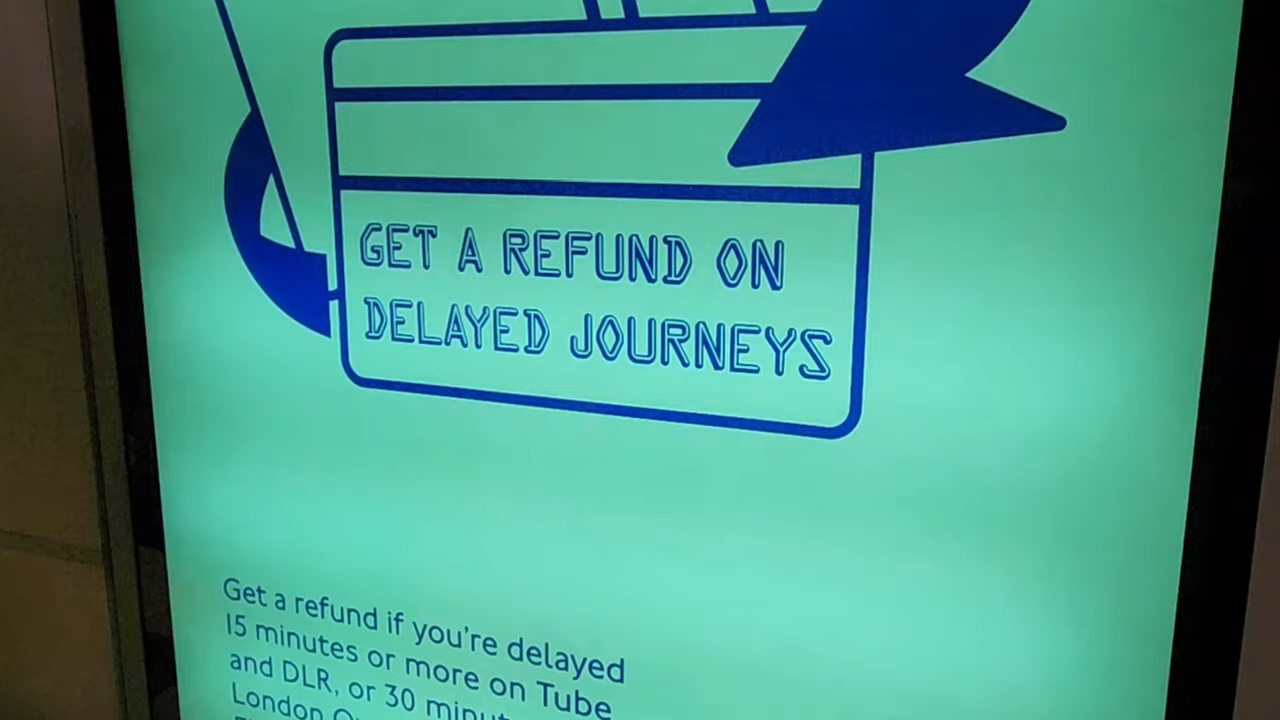 GET A REFUND ON
DELAYED JOURNEYS
Get a refund if you're delayed
15 minutes or more on Tube
and DLR, or 30
London